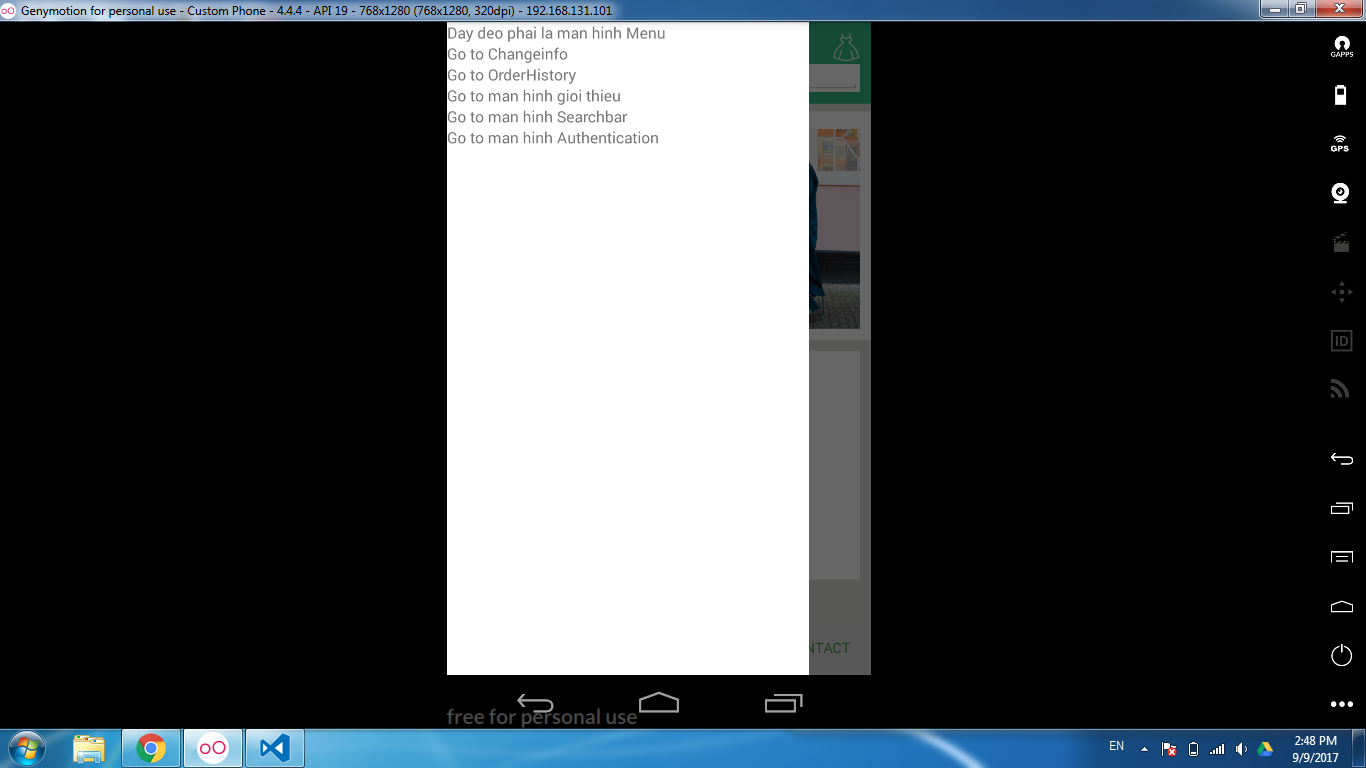 Genymotion for personal use - Custom Phone - 4.4.4 - API 19 - 768x1280 (768x1280, 320dpi) - 192.168.131.101
Day deo phai la man hinh Menu
Go to Changeinfo
Go to OrderHistory
Go to man hinh gioi thieu
Go to man hinh Searchbar
Go to man hinh Authentication
GAPPS
GPS
ID
NTACT
free for personal use
EN
2:48 PM
9/9/2017